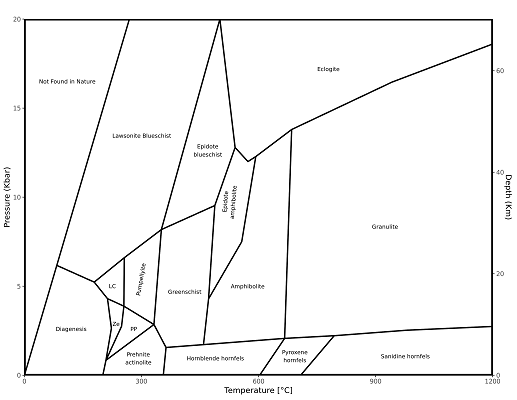 20
15
10
5
0
Pressure (Kbar)
60
40
20
0
Depth (Km)
0
300
600
900
1200
Temperature [°C]
Not Found in Nature
Eclogite
Lawsonite Blueschist
Epidote
blueschist
Epidote
amphibolite
Granulite
LC
Pumpellyite
Greenschist
Amphibolite
Diagenesis
Ze
PP
Prehnite
actinolite
Hornblende hornfels
Pyroxene
hornfels
Sanidine hornfels